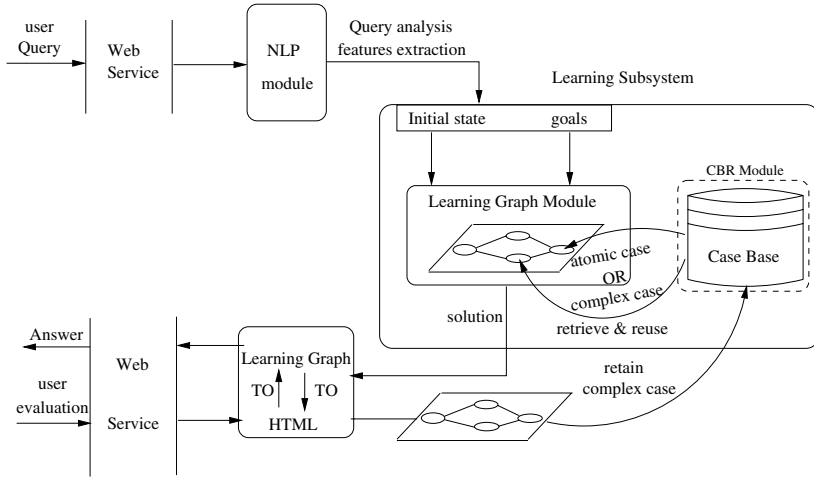 user
Query
Web
Service
NLP
module
Query analysis
features extraction
Learning Subsystem
Initial state goals
CBR Module
Learning Graph Module
Case Base
atomic case
OR
complex case
retrieve & reuse
solution
Answer
Web
user
evaluation
Service
Learning Graph
TO TO
HTML
retain
complex case